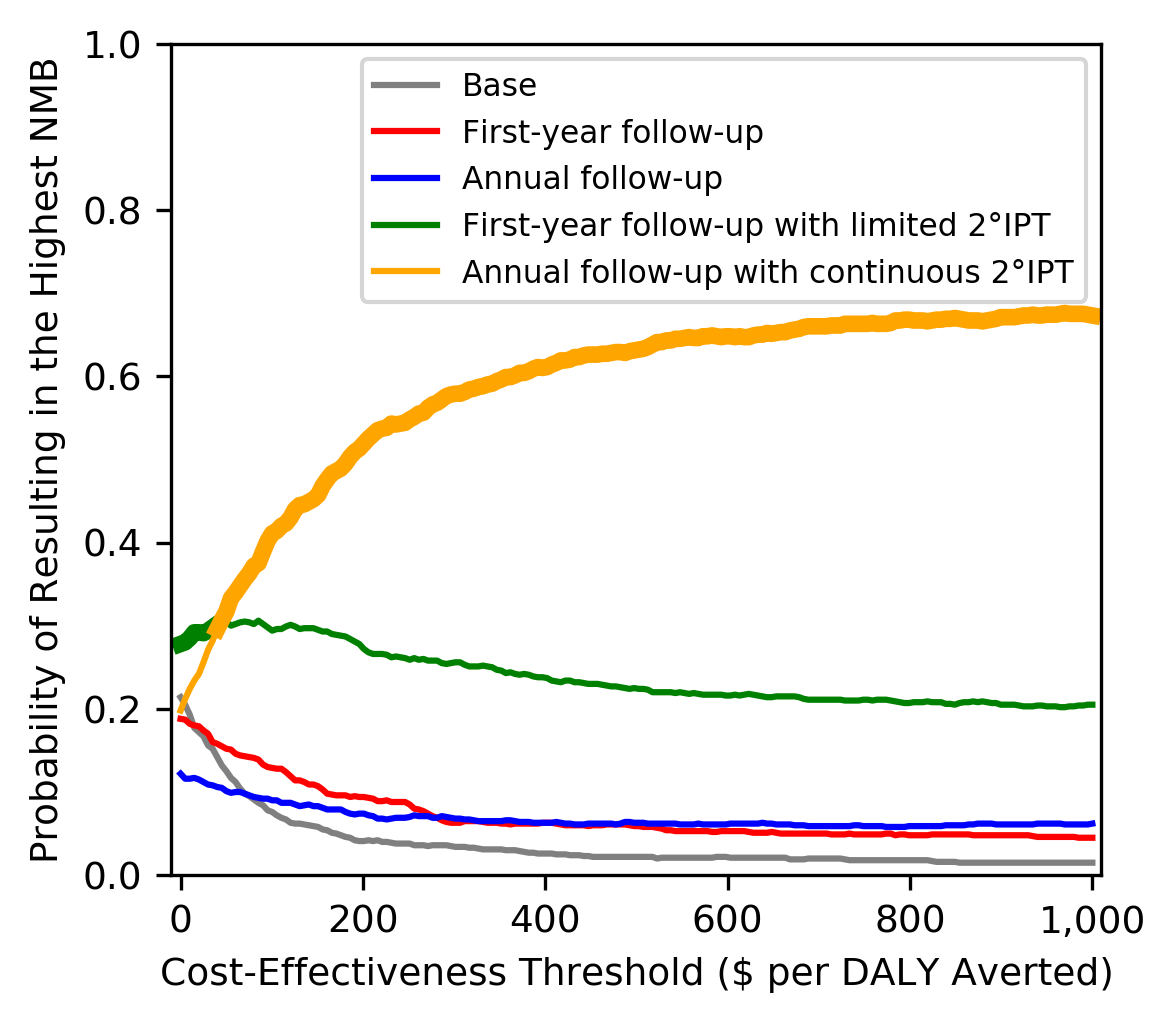 Probability of Resulting in the Highest NMB
1.0
0.8
0.6
0.4
0.2
0.0
Base
First-year follow-up
Annual follow-up
First-year follow-up with limited 2°IPT
Annual follow-up with continuous 2°IPT
0 200 400 600 800 1,000
Cost-Effectiveness Threshold ($ per DALY Averted)